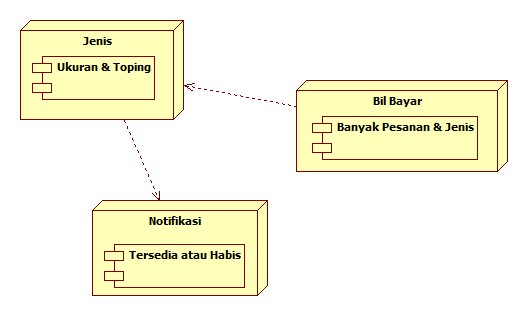 Jenis
Ukuran & Toping
Bil Bayar
Banyak Pesanan & Jenis
Notifikasi
Tersedia atau Habis